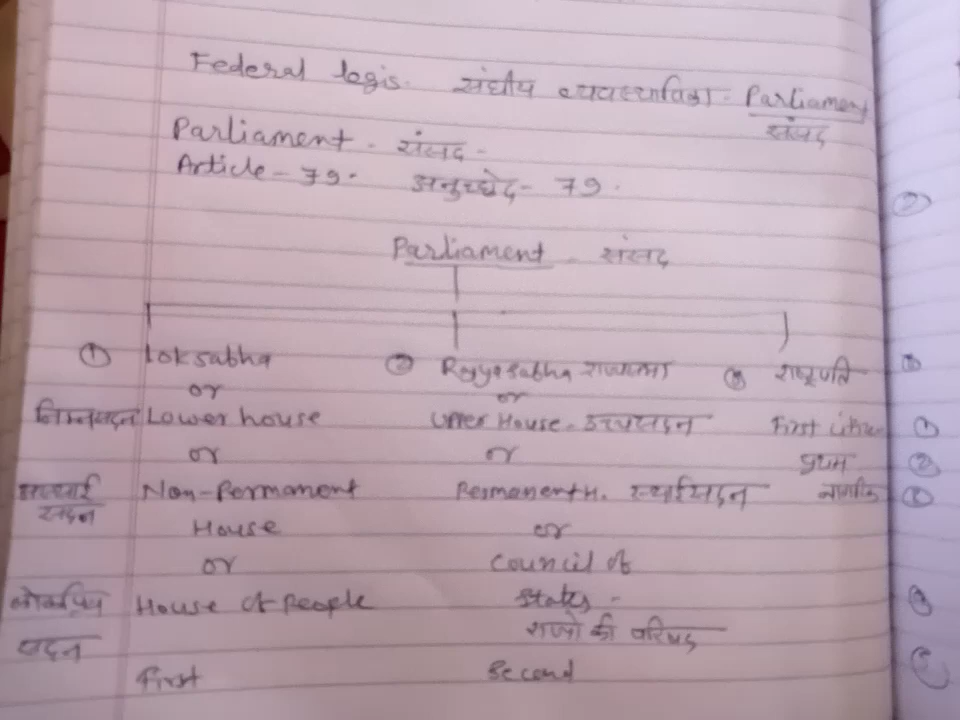 Federal legis. संघीय व्यवस्थापिका - Parliament
संसद
Parliament - संसद -
Article - 79. अनुच्छेद - 79.
Parliament - संसद
① Loksabha ② Rajyasabha राज्यसभा ③ राष्ट्रपति
or or
निम्नसदन Lower house Upper House - उच्चसदन First citizen
or or प्रथम
Non-Permanent Permanent H. स्थायीसदन नागरिक
सदन House or
or Council of
लोकप्रिय House of People States -
सदन राज्यो की परिषद
First Second